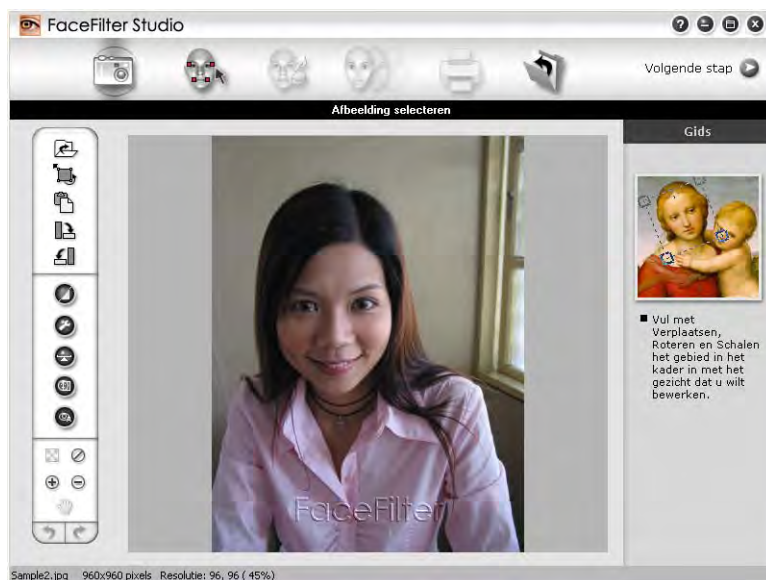 FaceFilter Studio
Volgende stap
Afbeelding selecteren
Gids
Vul met
Verplaatsen,
Roteren en Schalen
het gebied in het
kader in met het
gezicht dat u wilt
bewerken.
FaceFilter
Sample2.jpg 960x960 pixels Resolutie: 96, 96 ( 45%)